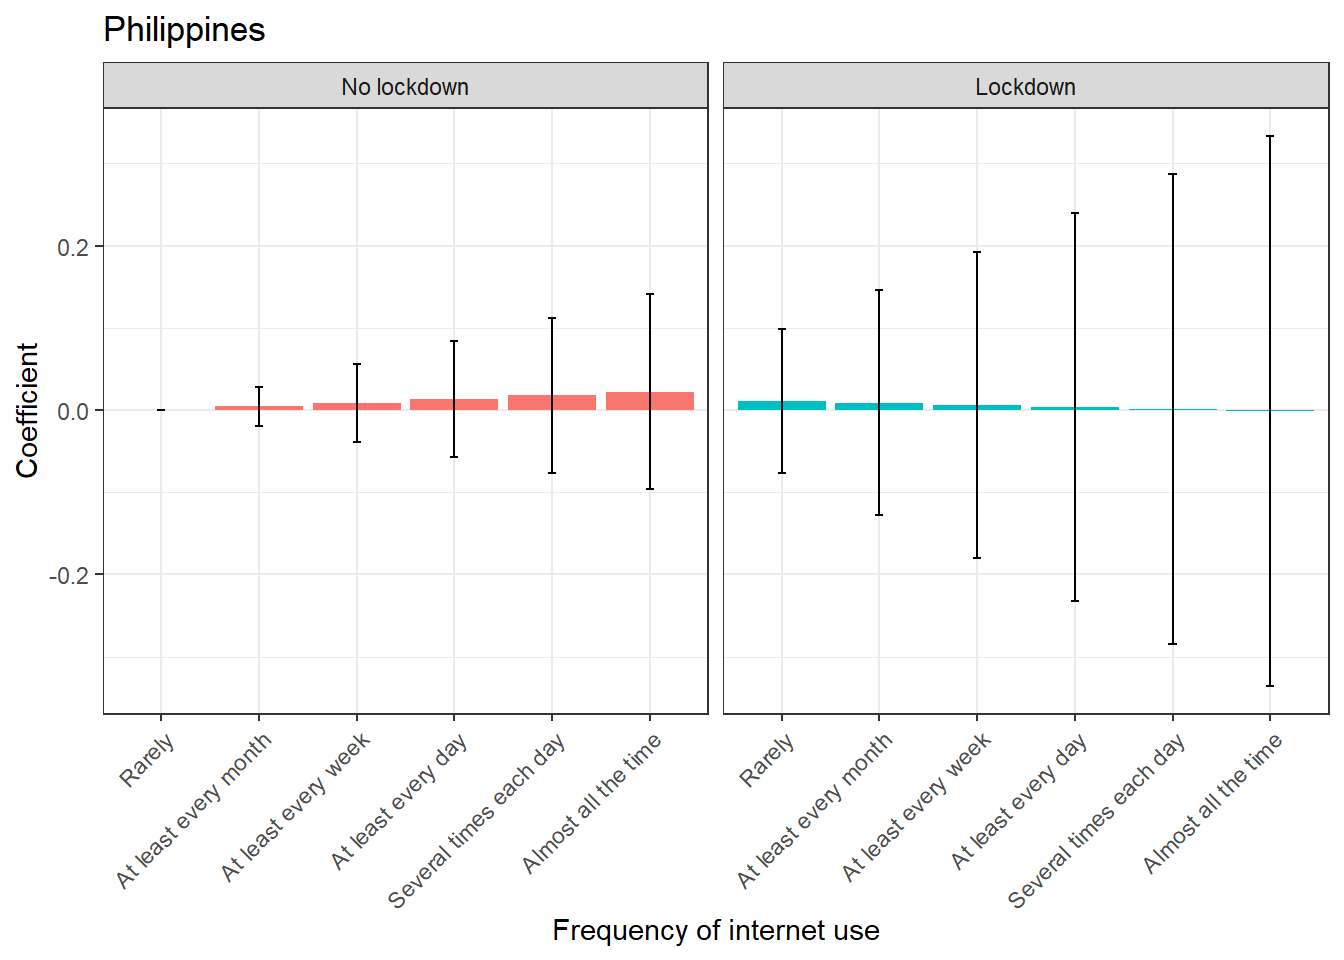 Philippines
No lockdown
Lockdown
Coefficient
0.2
0.0
-0.2
Rarely
At least every month
At least every week
At least every day
Several times each day
Almost all the time
Rarely
At least every month
At least every week
At least every day
Several times each day
Almost all the time
Frequency of internet use